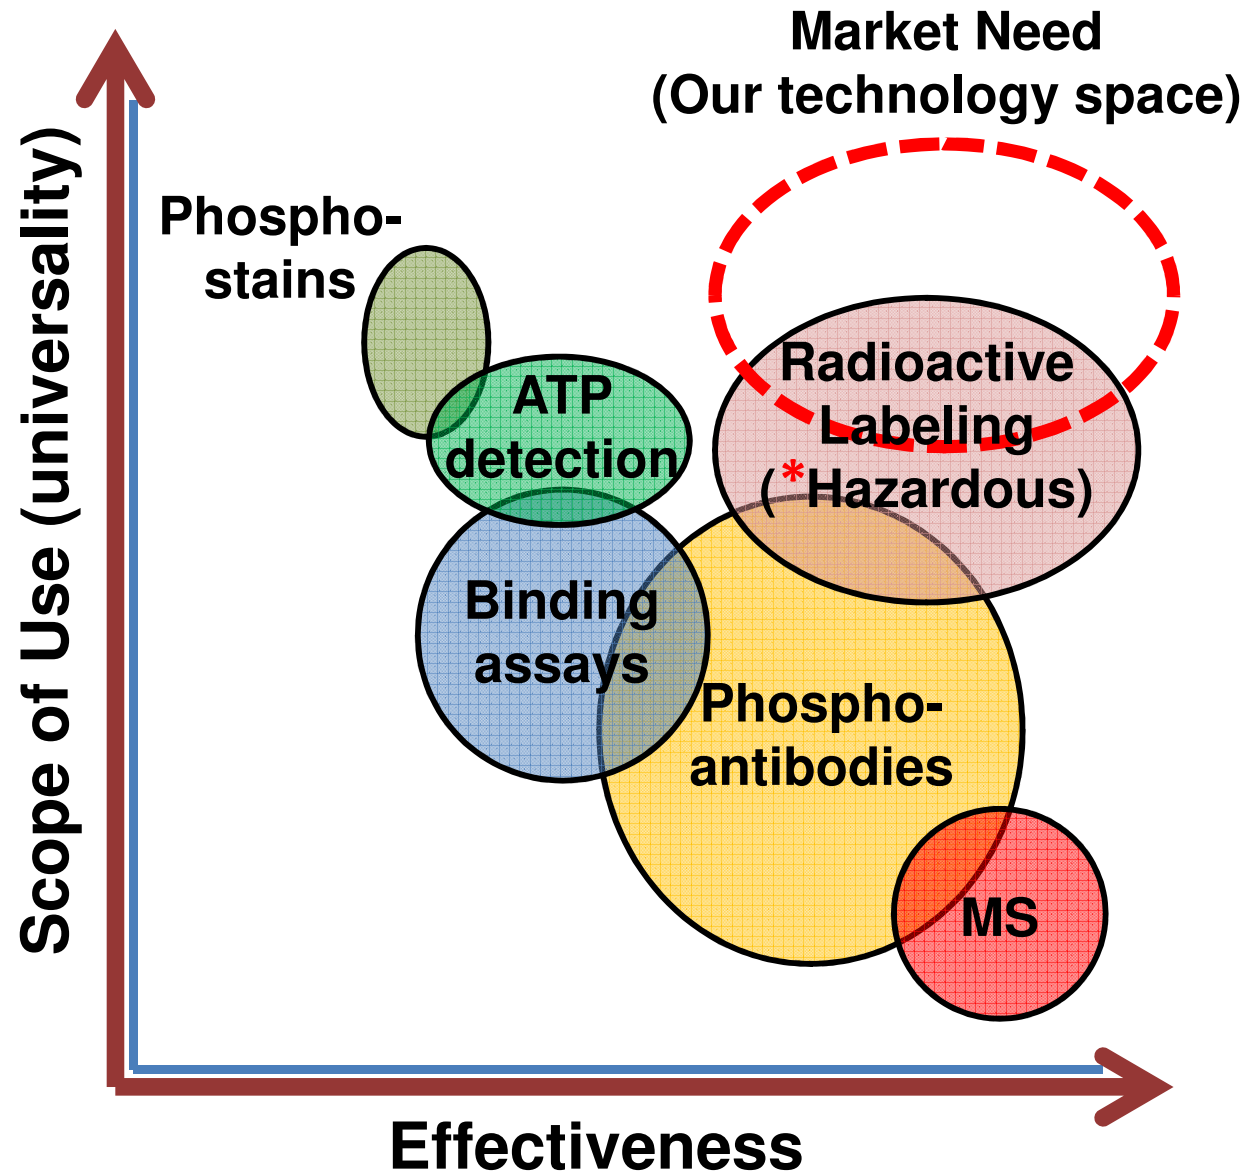 Market Need
(Our technology space)
Phospho-
stains
ATP
detection
Radioactive
Labeling
(*Hazardous)
Binding
assays
Phospho-
antibodies
MS
Scope of Use (universality)
Effectiveness